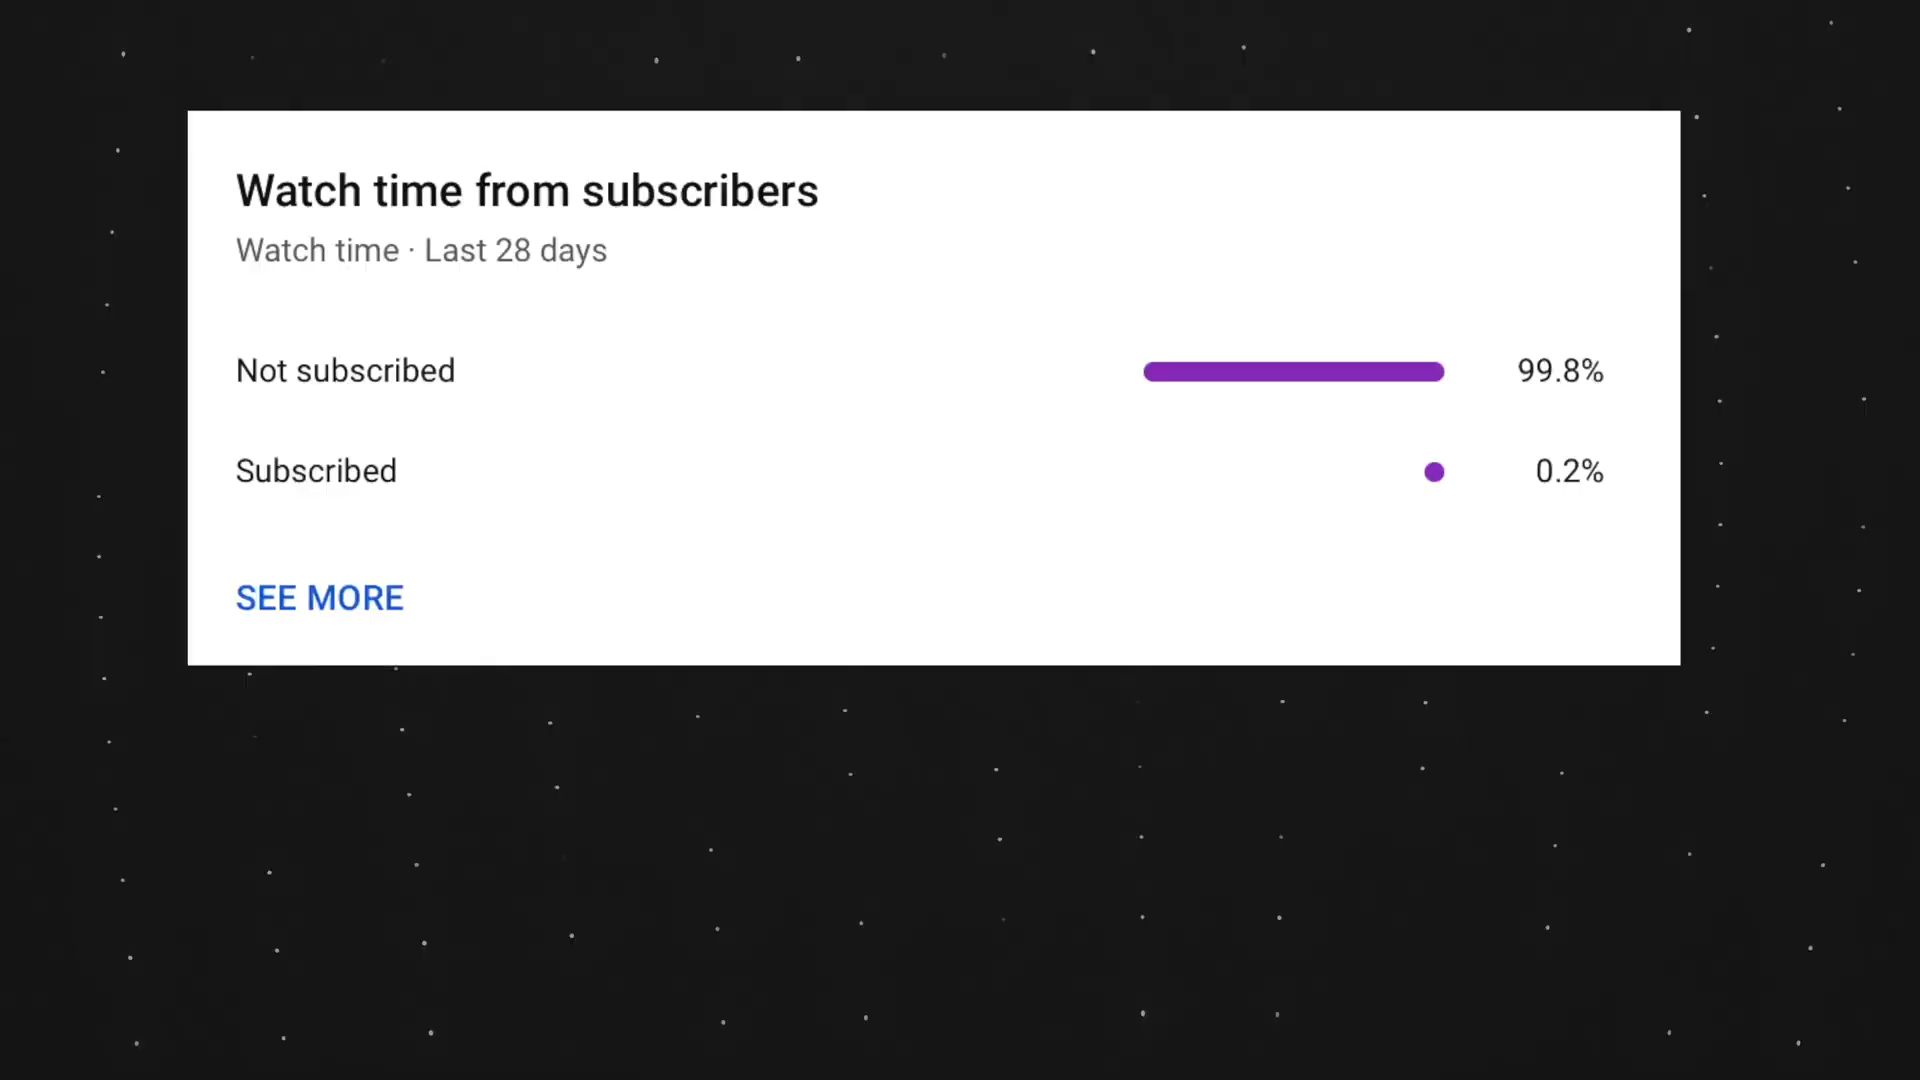 Watch time from subscribers
Watch time · Last 28 days
Not subscribed 99.8%
Subscribed 0.2%
SEE MORE